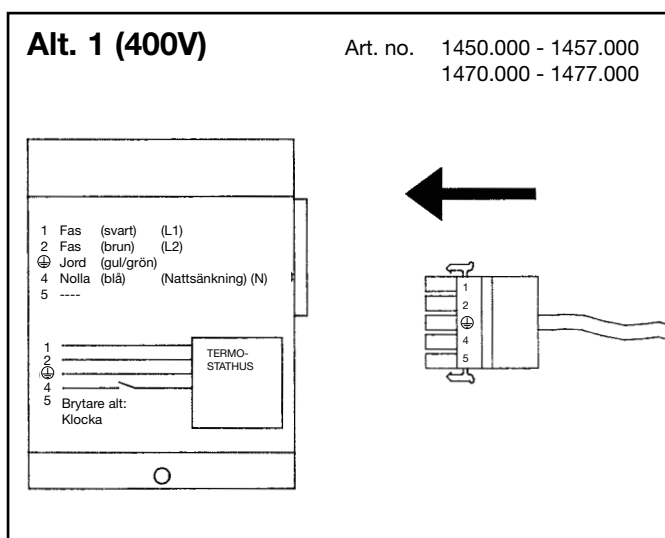 Alt. 1 (400V)
Art. no. 1450.000 - 1457.000
1470.000 - 1477.000
1 Fas (svart) (L1)
2 Fas (brun) (L2)
⏚ Jord (gul/grön)
4 Nolla (blå) (Nattsänkning) (N)
5 ----
1
2
⏚
4
5 Brytare alt:
Klocka
TERMO-
STATHUS
1
2
⏚
4
5